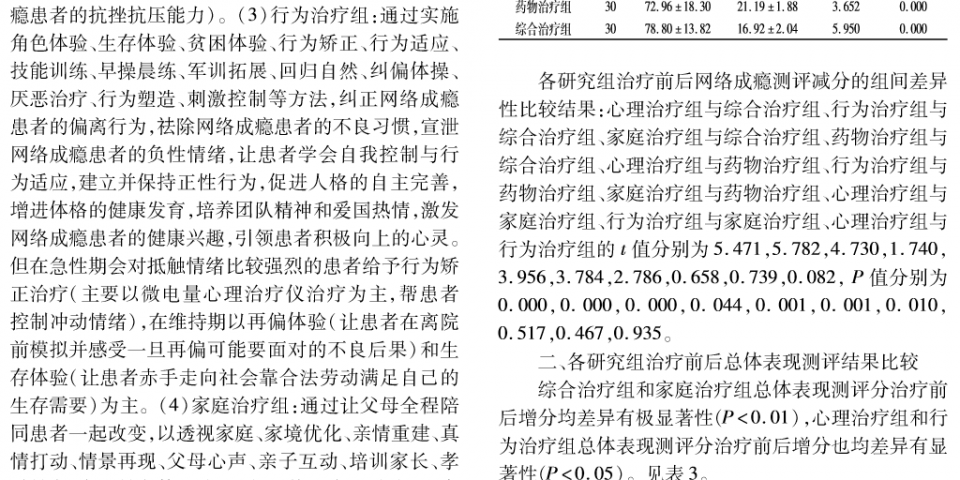 瘾患者的抗挫抗压能力)。(3)行为治疗组:通过实施
角色体验、生存体验、贫困体验、行为矫正、行为适应、
技能训练、早操晨练、军训拓展、回归自然、纠偏体操、
厌恶治疗、行为塑造、刺激控制等方法,纠正网络成瘾
患者的偏离行为,祛除网络成瘾患者的不良习惯,宣泄
网络成瘾患者的负性情绪,让患者学会自我控制与行
为适应,建立并保持正性行为,促进人格的自主完善,
增进体格的健康发育,培养团队精神和爱国热情,激发
网络成瘾患者的健康兴趣,引领患者积极向上的心灵。
但在急性期会对抵触情绪比较强烈的患者给予行为矫
正治疗(主要以微电量心理治疗仪治疗为主,帮患者
控制冲动情绪),在维持期以再偏体验(让患者在离院
前模拟并感受一旦再偏可能要面对的不良后果)和生
存体验(让患者赤手走向社会靠合法劳动满足自己的
生存需要)为主。(4)家庭治疗组:通过让父母全程陪
同患者一起改变,以透视家庭、家境优化、亲情重建、真
情打动、情景再现、父母心声、亲子互动、培训家长、孝
药物治疗组 30 72.96±18.30 21.19±1.88 3.652 0.000
综合治疗组 30 78.80±13.82 16.92±2.04 5.950 0.000
各研究组治疗前后网络成瘾测评减分的组间差异
性比较结果:心理治疗组与综合治疗组、行为治疗组与
综合治疗组、家庭治疗组与综合治疗组、药物治疗组与
综合治疗组、心理治疗组与药物治疗组、行为治疗组与
药物治疗组、家庭治疗组与药物治疗组、心理治疗组与
家庭治疗组、行为治疗组与家庭治疗组、心理治疗组与
行为治疗组的 t 值分别为 5.471,5.782,4.730,1.740,
3.956,3.784,2.786,0.658,0.739,0.082, P 值分别为
0.000, 0.000, 0.000, 0.044, 0.001, 0.001, 0.010,
0.517,0.467,0.935。
二、各研究组治疗前后总体表现测评结果比较
综合治疗组和家庭治疗组总体表现测评分治疗前
后增分均差异有极显著性(P<0.01),心理治疗组和行
为治疗组总体表现测评分治疗前后增分也均差异有显
著性(P<0.05)。见表3。